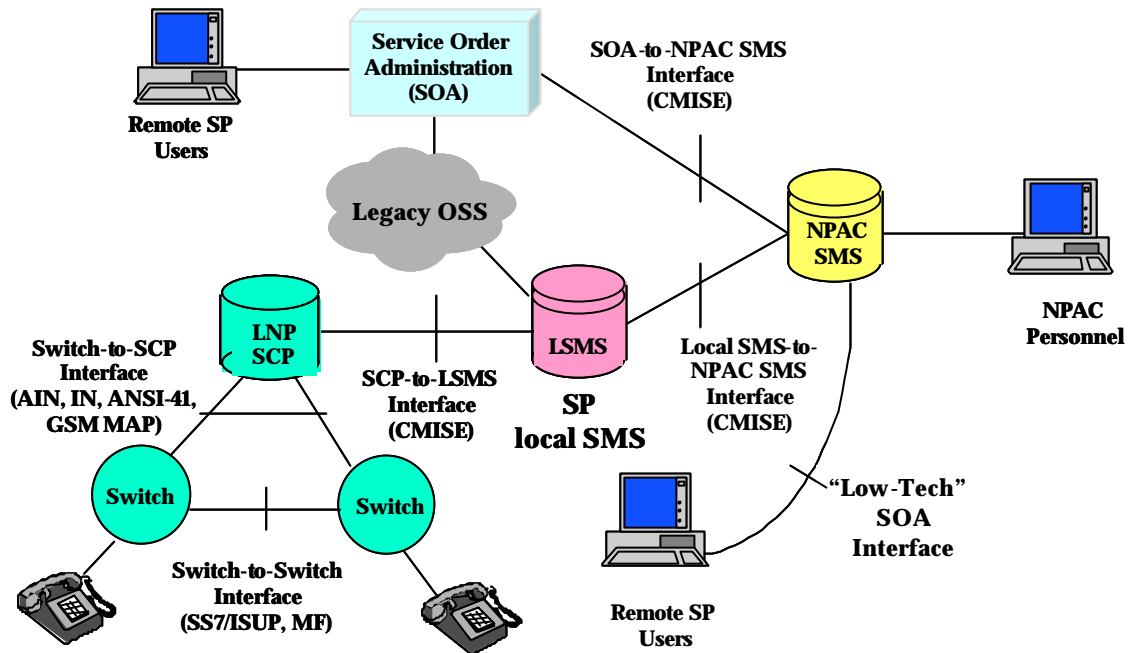 Service Order
Administration
(SOA)
SOA-to-NPAC SMS
Interface
(CMISE)
Remote SP
Users
Legacy OSS
NPAC
SMS
NPAC
Personnel
LNP
SCP
LSMS
Switch-to-SCP
Interface
(AIN, IN, ANSI-41,
GSM MAP)
SCP-to-LSMS
Interface
(CMISE)
SP
local SMS
Local SMS-to-
NPAC SMS
Interface
(CMISE)
Switch
Switch
“Low-Tech”
SOA
Interface
Switch-to-Switch
Interface
(SS7/ISUP, MF)
Remote SP
Users